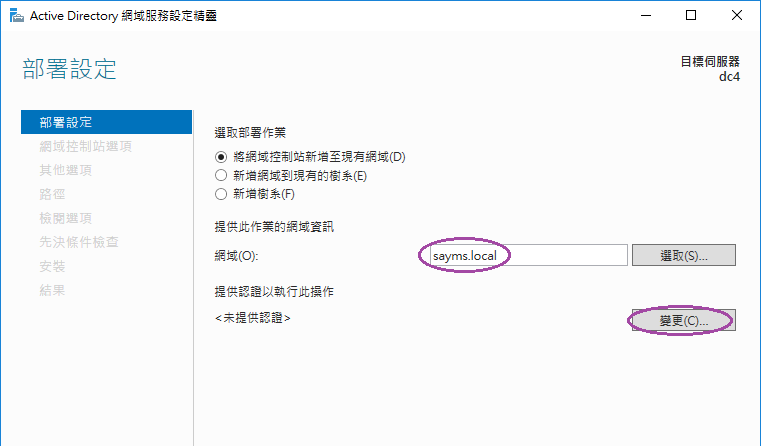 Active Directory 網域服務設定精靈
部署設定
目標伺服器
dc4
部署設定
網域控制站選項
其他選項
路徑
檢閱選項
先決條件檢查
安裝
結果
選取部署作業
將網域控制站新增至現有網域(D)
新增網域到現有的樹系(E)
新增樹系(F)
提供此作業的網域資訊
網域(O):
sayms.local
選取(S)...
提供認證以執行此操作
<未提供認證>
變更(C)...